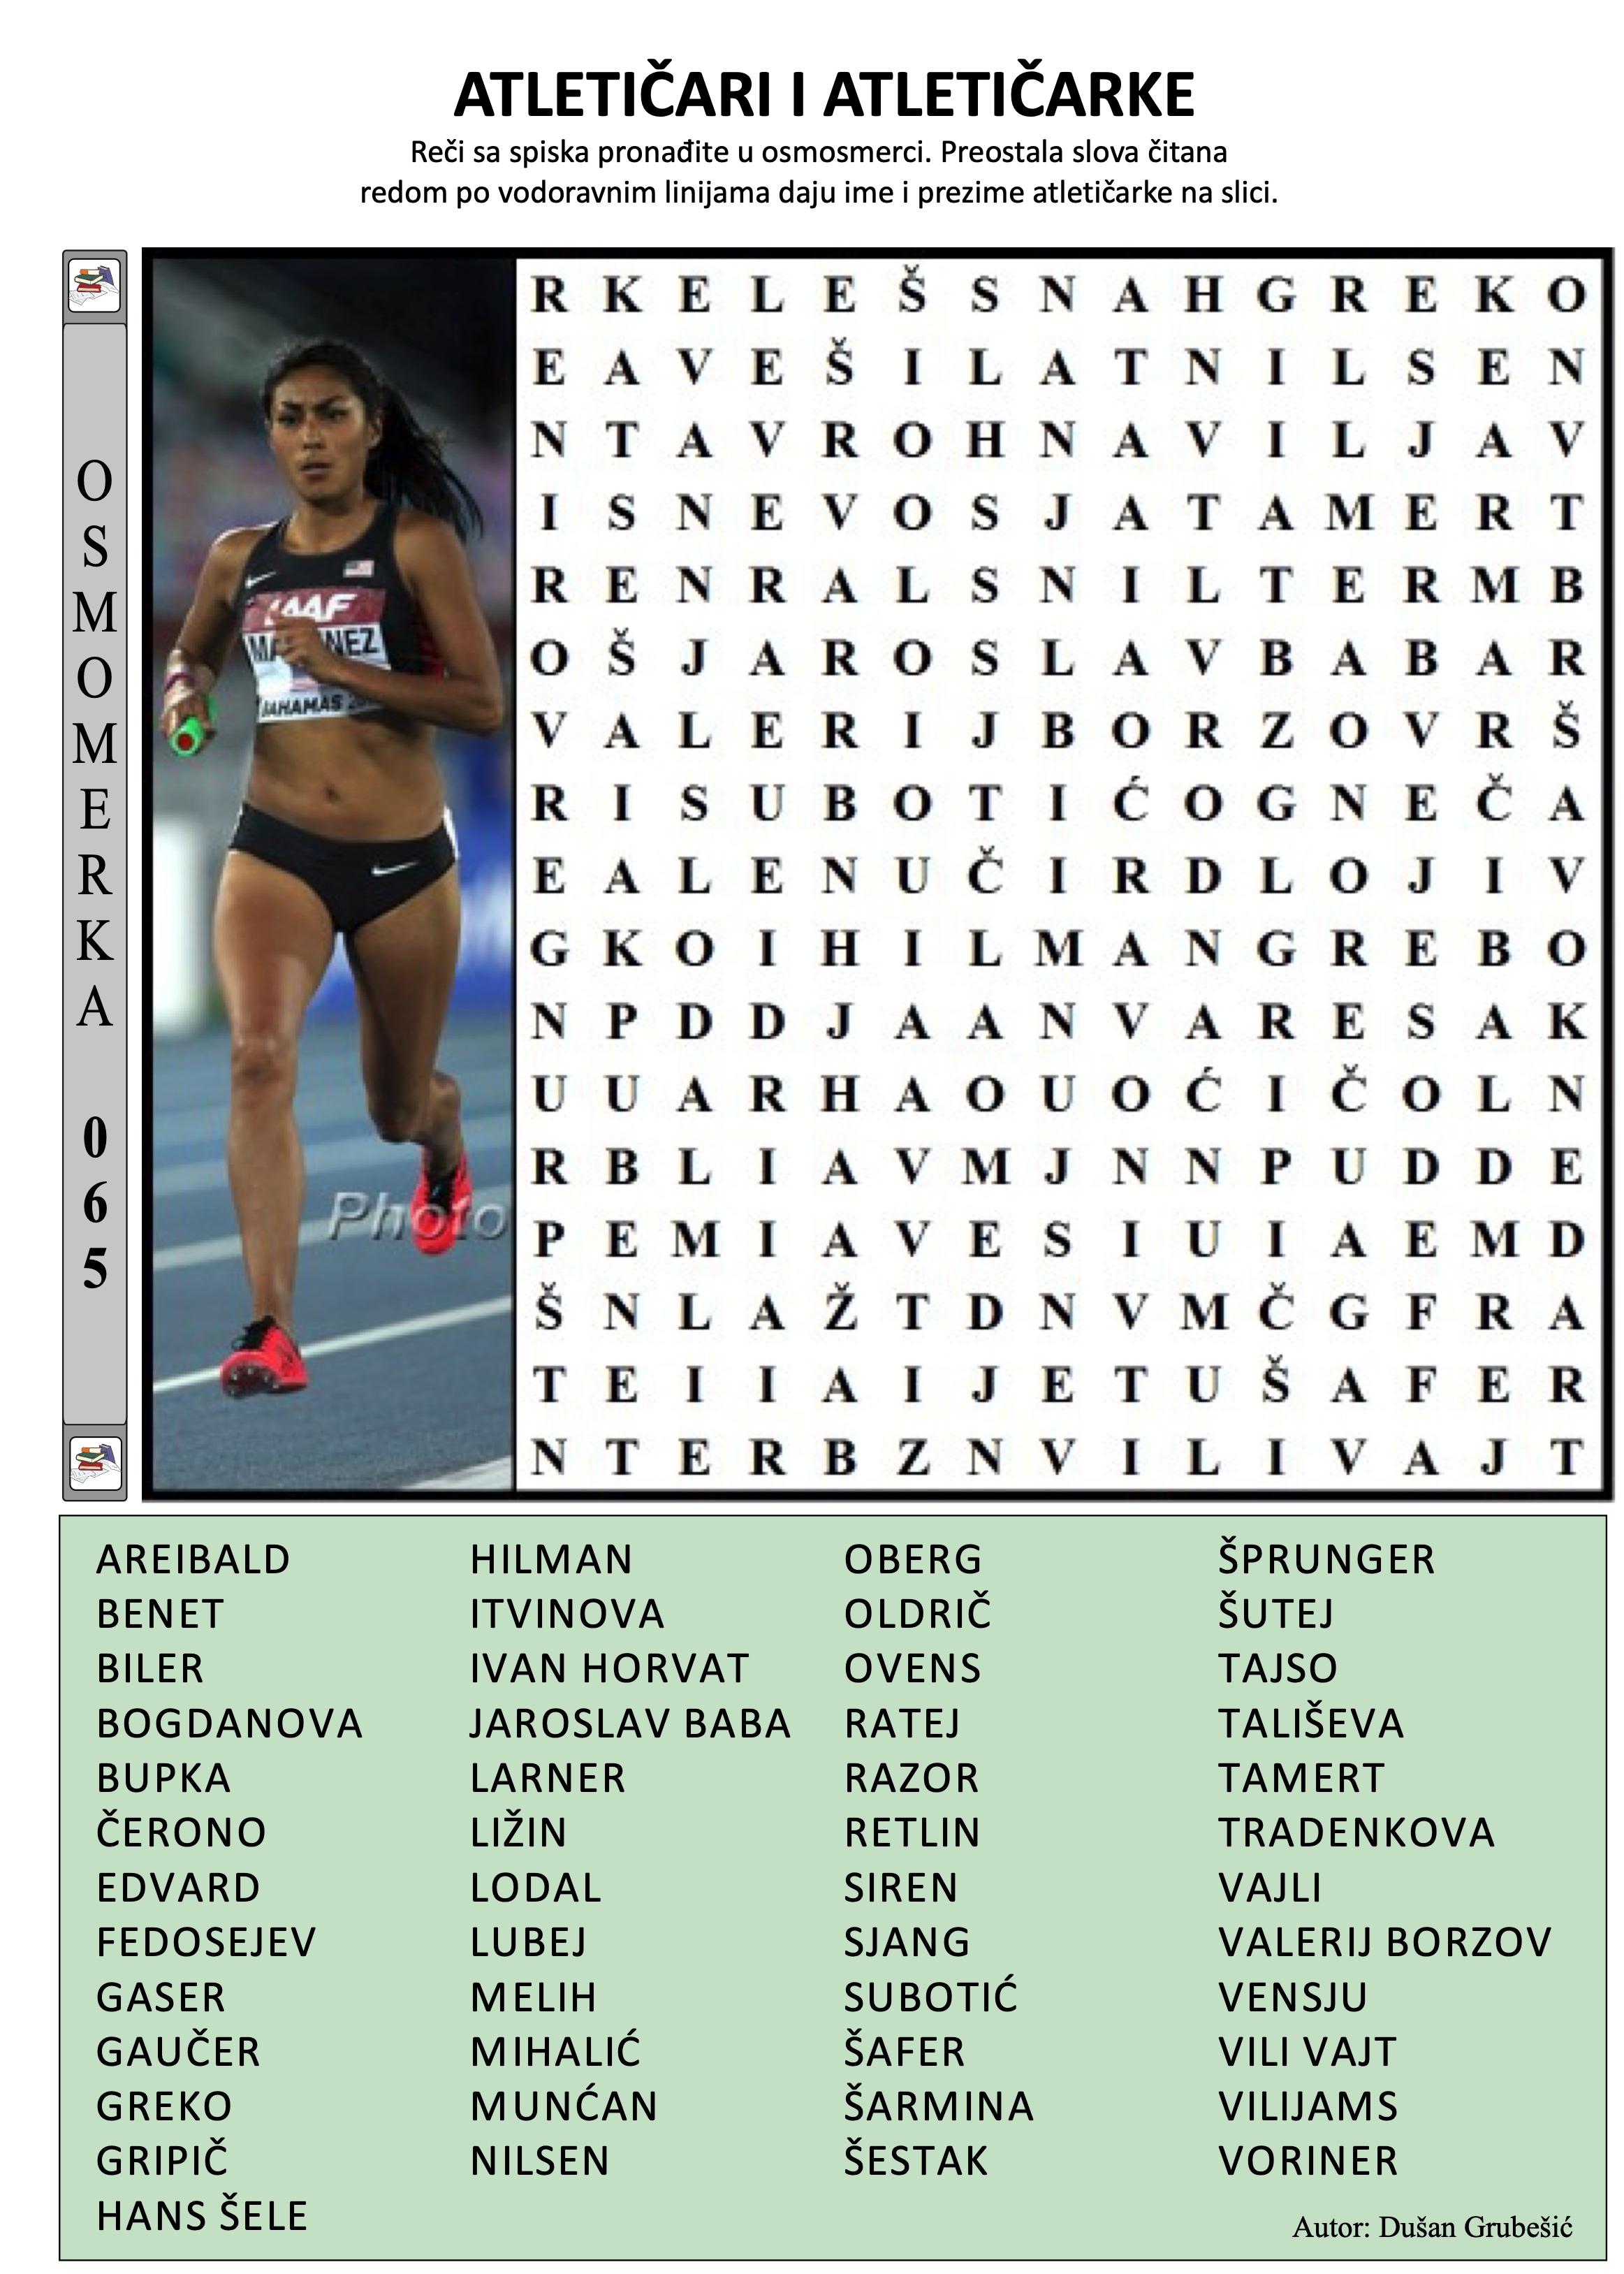 ATLETIČARI I ATLETIČARKE
Reči sa spiska pronađite u osmosmerci. Preostala slova čitana
redom po vodoravnim linijama daju ime i prezime atletičarke na slici.
OSMOMERKA 065
R K E L E Š S N A H G R E K O
E A V E Š I L A T N I L S E N
N T A V R O H N A V I L J A V
I S N E V O S J A T A M E R T
R E N R A L S N I L T E R M B
O Š J A R O S L A V B A B A R
V A L E R I J B O R Z O V R Š
R I S U B O T I Ć O G N E Č A
E A L E N U Č I R D L O J I V
G K O I H I L M A N G R E B O
N P D D J A A N V A R E S A K
U U A R H A O U O Ć I Č O L N
R B L I A V M J N N P U D D E
P E M I A V E S I U I A E M D
Š N L A Ž T D N V M Č G F R A
T E I I A I J E T U Š A F E R
N T E R B Z N V I L I V A J T
IAAF
BAHAMAS
Photo
AREIBALD
BENET
BILER
BOGDANOVA
BUPKA
ČERONO
EDVARD
FEDOSEJEV
GASER
GAUČER
GREKO
GRIPIČ
HANS ŠELE
HILMAN
ITVINOVA
IVAN HORVAT
JAROSLAV BABA
LARNER
LIŽIN
LODAL
LUBEJ
MELIH
MIHALIĆ
MUNĆAN
NILSEN
OBERG
OLDRIČ
OVENS
RATEJ
RAZOR
RETLIN
SIREN
SJANG
SUBOTIĆ
ŠAFER
ŠARMINA
ŠESTAK
ŠPRUNGER
ŠUTEJ
TAJSO
TALIŠEVA
TAMERT
TRADENKOVA
VAJLI
VALERIJ BORZOV
VENSJU
VILI VAJT
VILIJAMS
VORINER
Autor: Dušan Grubešić